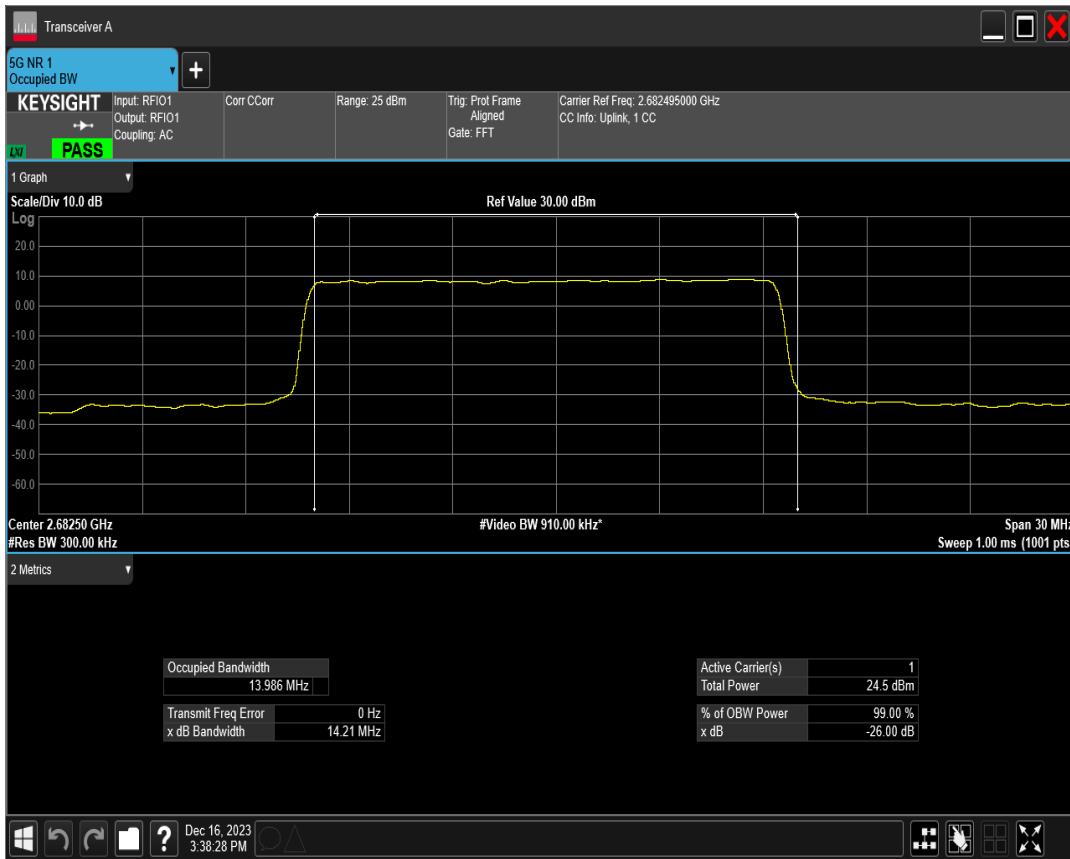 Transceiver A
5G NR 1
Occupied BW
+
KEYSIGHT
LXI
PASS
Input: RFIO1
Output: RFIO1
Coupling: AC
Corr CCorr
Range: 25 dBm
Trig: Prot Frame
Aligned
Gate: FFT
Carrier Ref Freq: 2.682495000 GHz
CC Info: Uplink, 1 CC
1 Graph
Scale/Div 10.0 dB
Ref Value 30.00 dBm
Log
20.0
10.0
0.00
-10.0
-20.0
-30.0
-40.0
-50.0
-60.0
Center 2.68250 GHz
#Video BW 910.00 kHz*
Span 30 MHz
#Res BW 300.00 kHz
Sweep 1.00 ms (1001 pts
2 Metrics
Occupied Bandwidth
13.986 MHz
Transmit Freq Error 0 Hz
x dB Bandwidth 14.21 MHz
Active Carrier(s) 1
Total Power 24.5 dBm
% of OBW Power 99.00 %
x dB -26.00 dB
?
Dec 16, 2023
3:38:28 PM